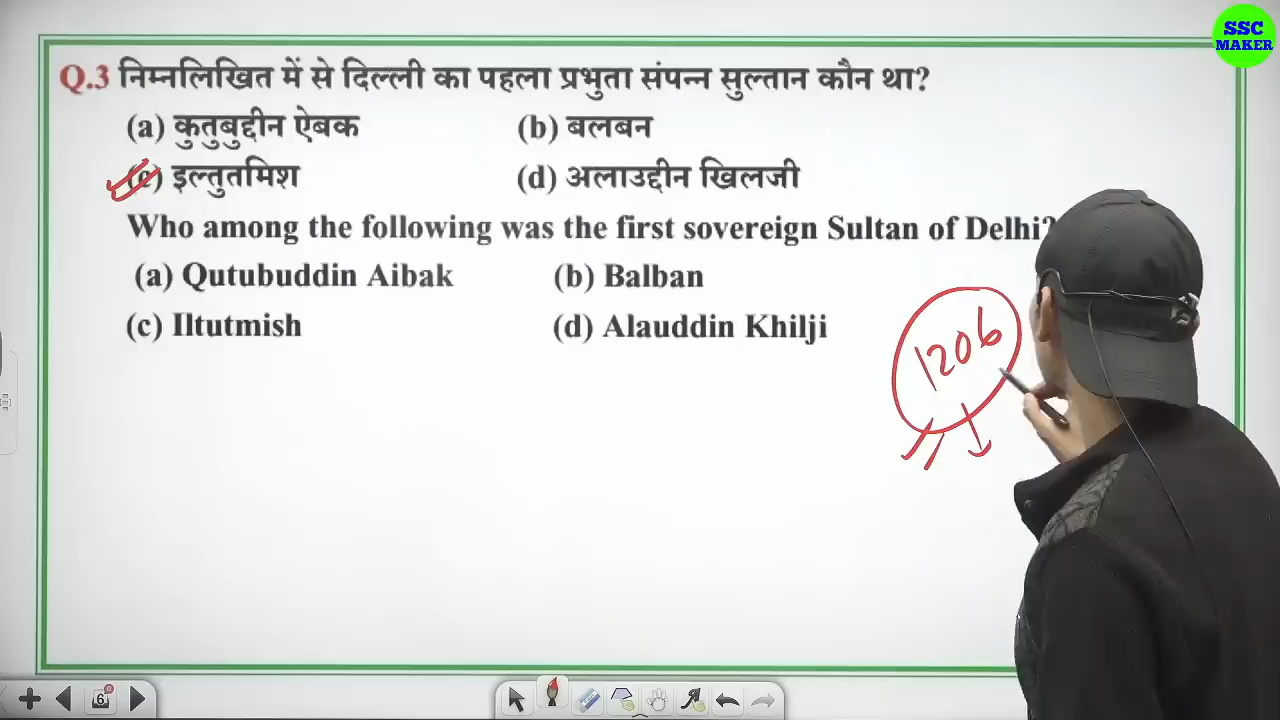 SSC
MAKER
Q.3 निम्नलिखित में से दिल्ली का पहला प्रभुता संपन्न सुल्तान कौन था?
(a) कुतुबुद्दीन ऐबक (b) बलबन
(c) इल्तुतमिश (d) अलाउद्दीन खिलजी
Who among the following was the first sovereign Sultan of Delhi?
(a) Qutubuddin Aibak (b) Balban
(c) Iltutmish (d) Alauddin Khilji
1206
6